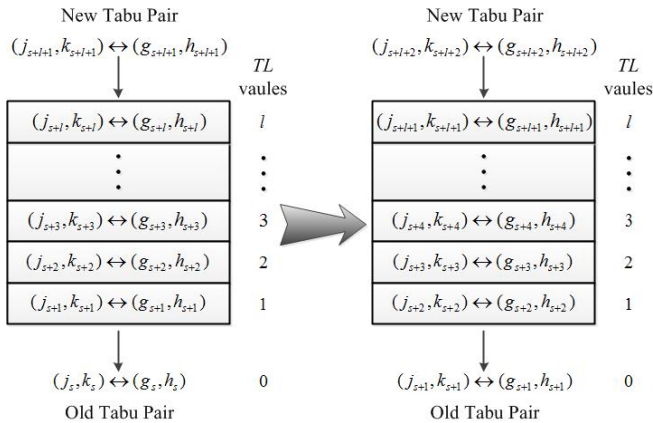 New Tabu Pair
(j_{s+l+1}, k_{s+l+1}) ↔ (g_{s+l+1}, h_{s+l+1})
TL
vaules
(j_{s+l}, k_{s+l}) ↔ (g_{s+l}, h_{s+l}) l
(j_{s+3}, k_{s+3}) ↔ (g_{s+3}, h_{s+3}) 3
(j_{s+2}, k_{s+2}) ↔ (g_{s+2}, h_{s+2}) 2
(j_{s+1}, k_{s+1}) ↔ (g_{s+1}, h_{s+1}) 1
(j_s, k_s) ↔ (g_s, h_s) 0
Old Tabu Pair
New Tabu Pair
(j_{s+l+2}, k_{s+l+2}) ↔ (g_{s+l+2}, h_{s+l+2})
TL
vaules
(j_{s+l+1}, k_{s+l+1}) ↔ (g_{s+l+1}, h_{s+l+1}) l
(j_{s+4}, k_{s+4}) ↔ (g_{s+4}, h_{s+4}) 3
(j_{s+3}, k_{s+3}) ↔ (g_{s+3}, h_{s+3}) 2
(j_{s+2}, k_{s+2}) ↔ (g_{s+2}, h_{s+2}) 1
(j_{s+1}, k_{s+1}) ↔ (g_{s+1}, h_{s+1}) 0
Old Tabu Pair